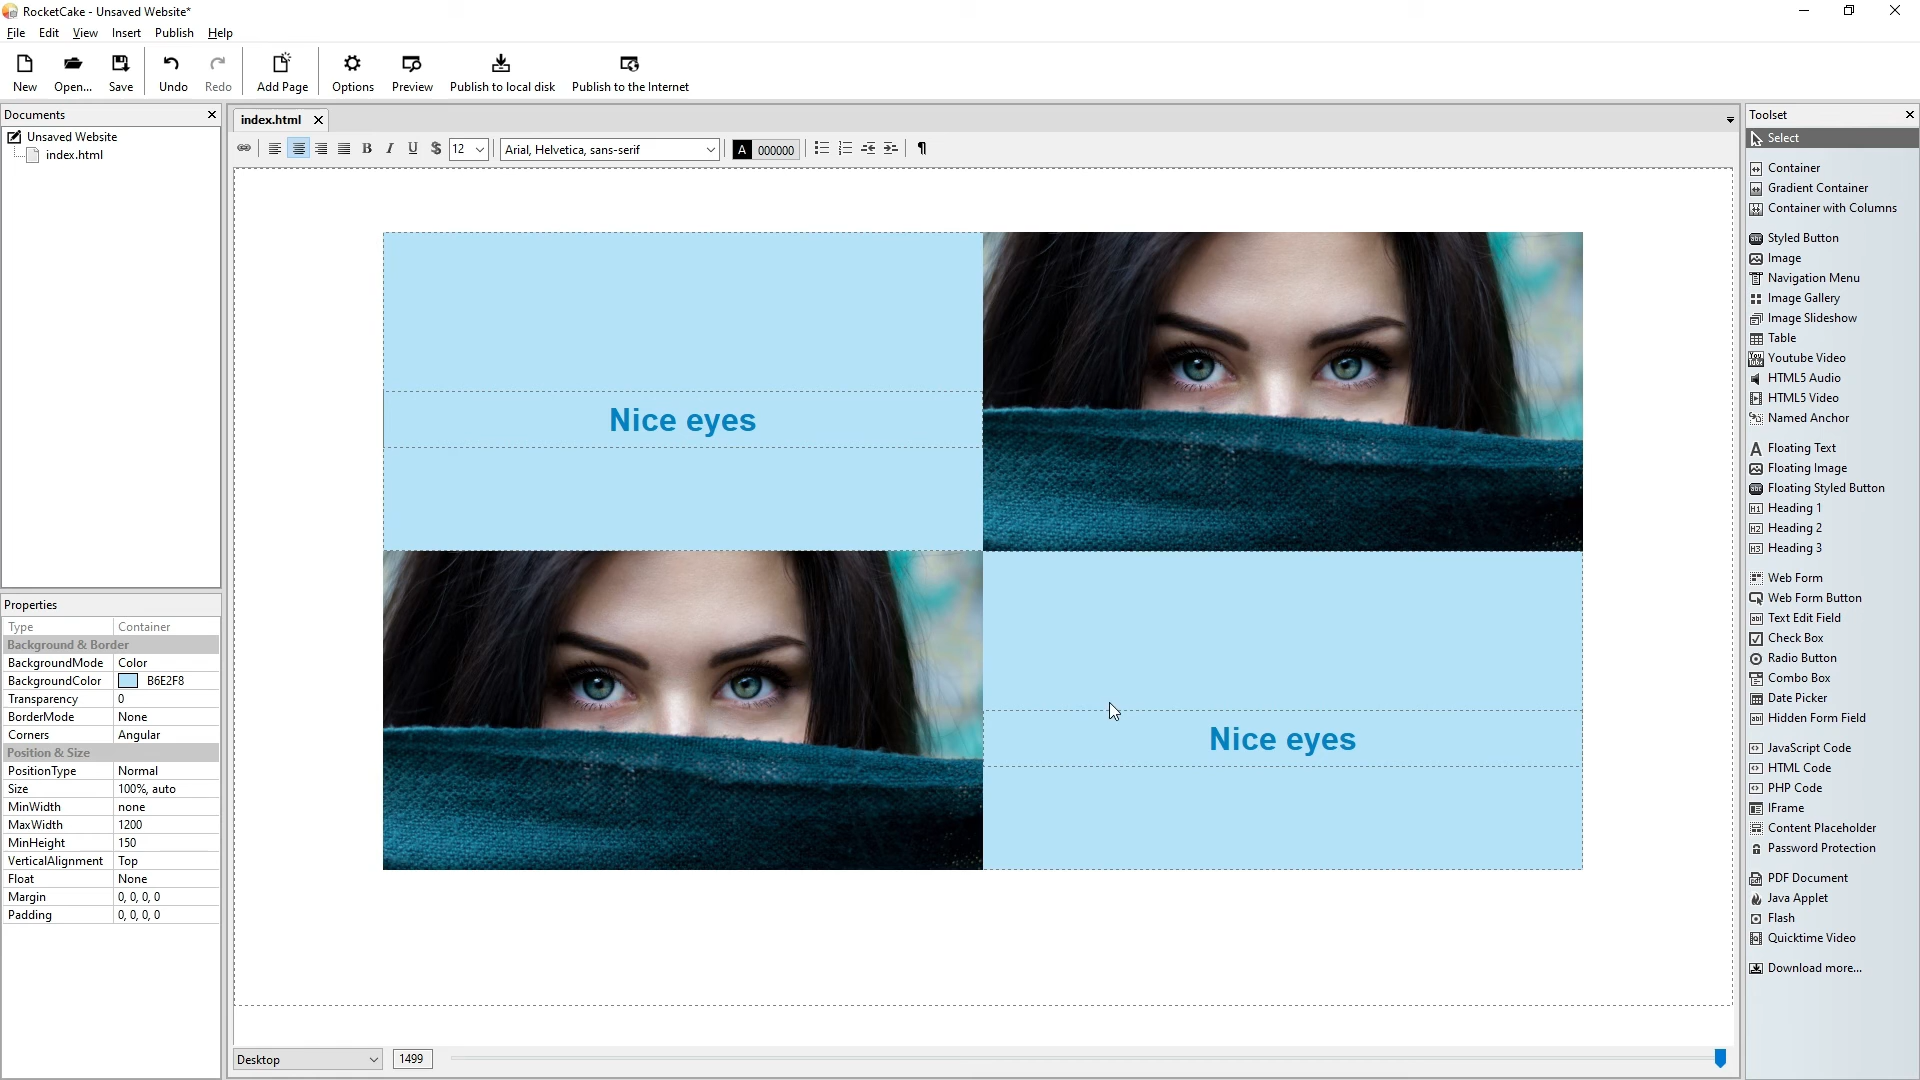 RocketCake - Unsaved Website*
File Edit View Insert Publish Help
New Open... Save Undo Redo Add Page Options Preview Publish to local disk Publish to the Internet
Documents
Unsaved Website
index.html
index.html
12 Arial, Helvetica, sans-serif A 000000
Nice eyes
Nice eyes
Desktop 1499
Properties
Type Container
Background & Border
BackgroundMode Color
BackgroundColor B6E2F8
Transparency 0
BorderMode None
Corners Angular
Position & Size
PositionType Normal
Size 100%, auto
MinWidth none
MaxWidth 1200
MinHeight 150
VerticalAlignment Top
Float None
Margin 0, 0, 0, 0
Padding 0, 0, 0, 0
Toolset
Select
Container
Gradient Container
Container with Columns
Styled Button
Image
Navigation Menu
Image Gallery
Image Slideshow
Table
Youtube Video
HTML5 Audio
HTML5 Video
Named Anchor
Floating Text
Floating Image
Floating Styled Button
Heading 1
Heading 2
Heading 3
Web Form
Web Form Button
Text Edit Field
Check Box
Radio Button
Combo Box
Date Picker
Hidden Form Field
JavaScript Code
HTML Code
PHP Code
IFrame
Content Placeholder
Password Protection
PDF Document
Java Applet
Flash
Quicktime Video
Download more...